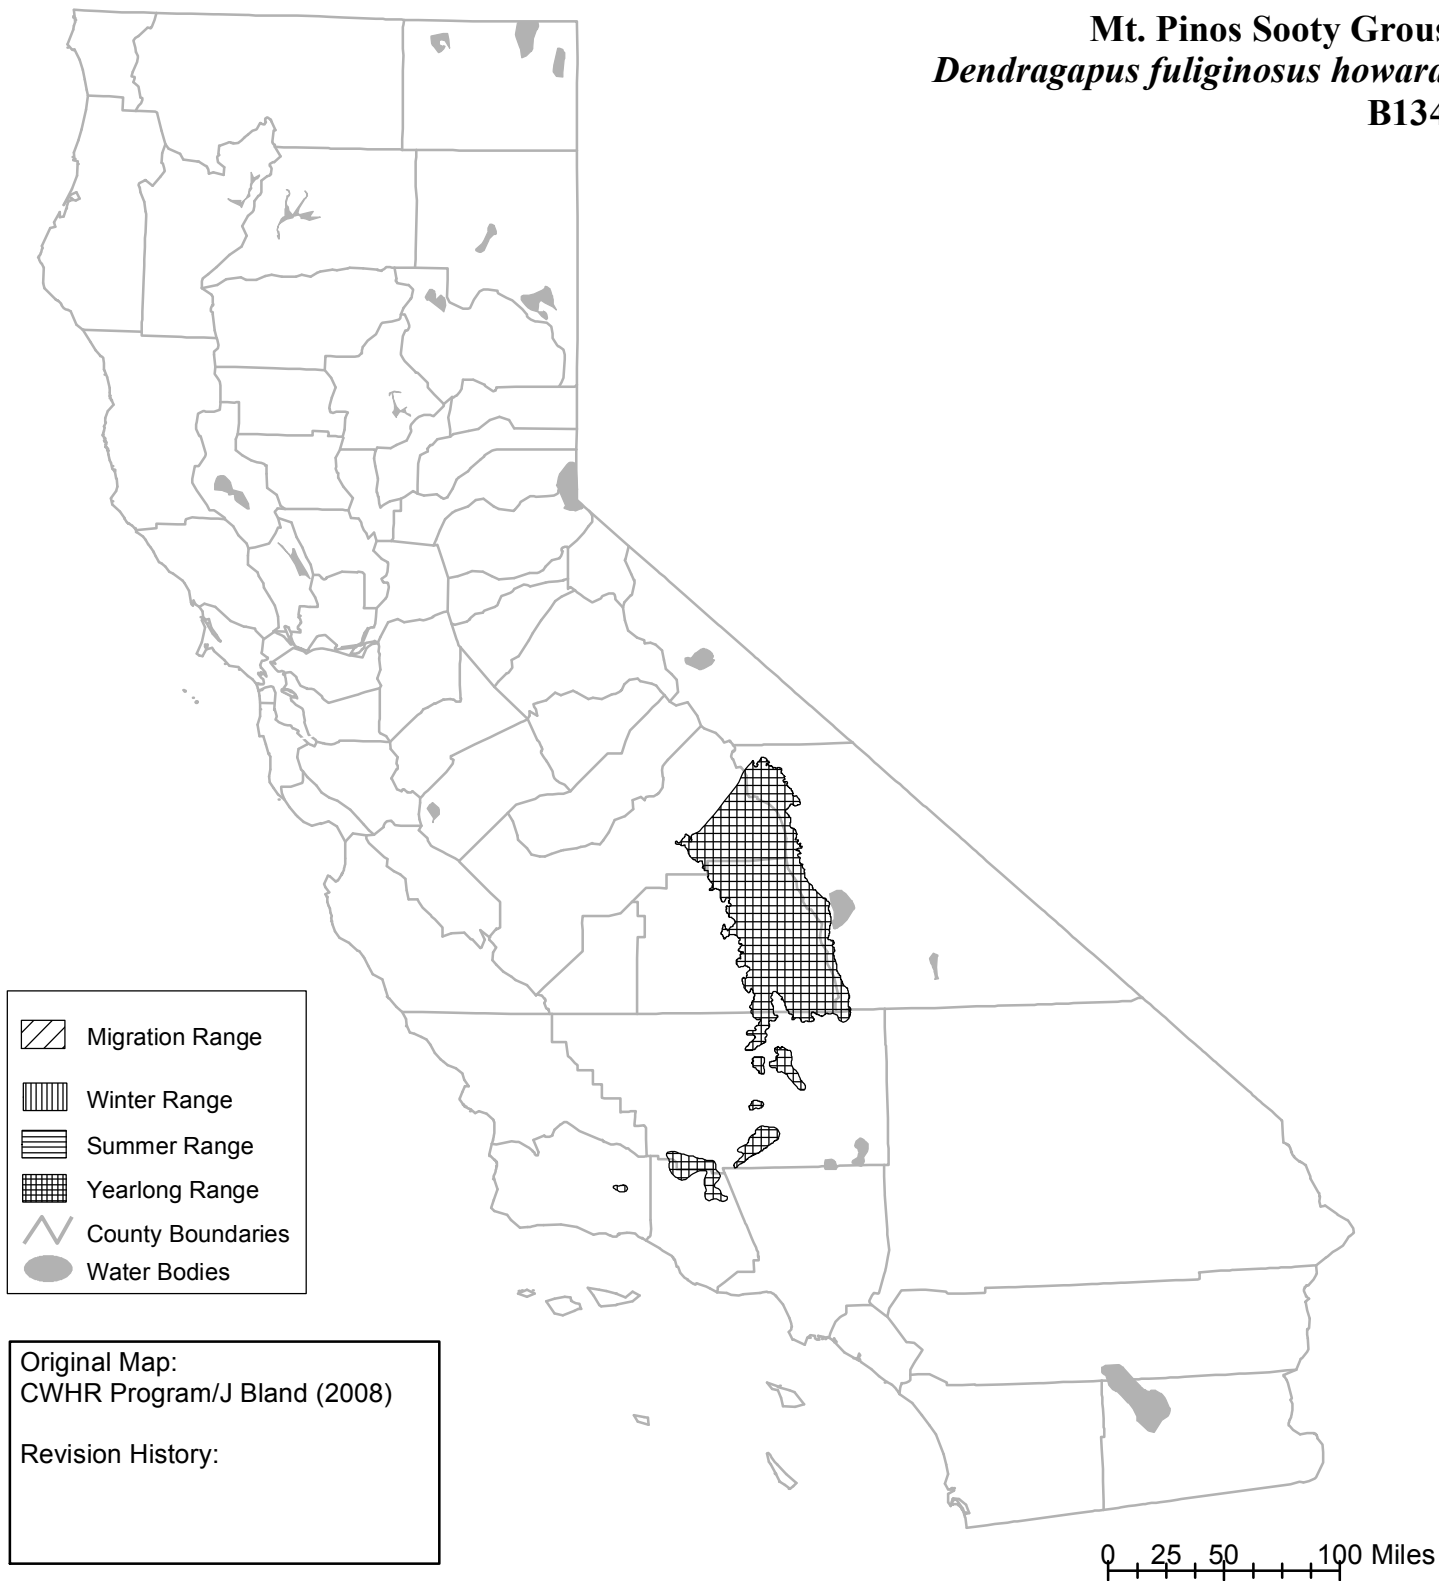 Mt. Pinos Sooty Grous
Dendragapus fuliginosus howard
B134
Migration Range
Winter Range
Summer Range
Yearlong Range
County Boundaries
Water Bodies
Original Map:
CWHR Program/J Bland (2008)
Revision History:
0 25 50 100 Miles